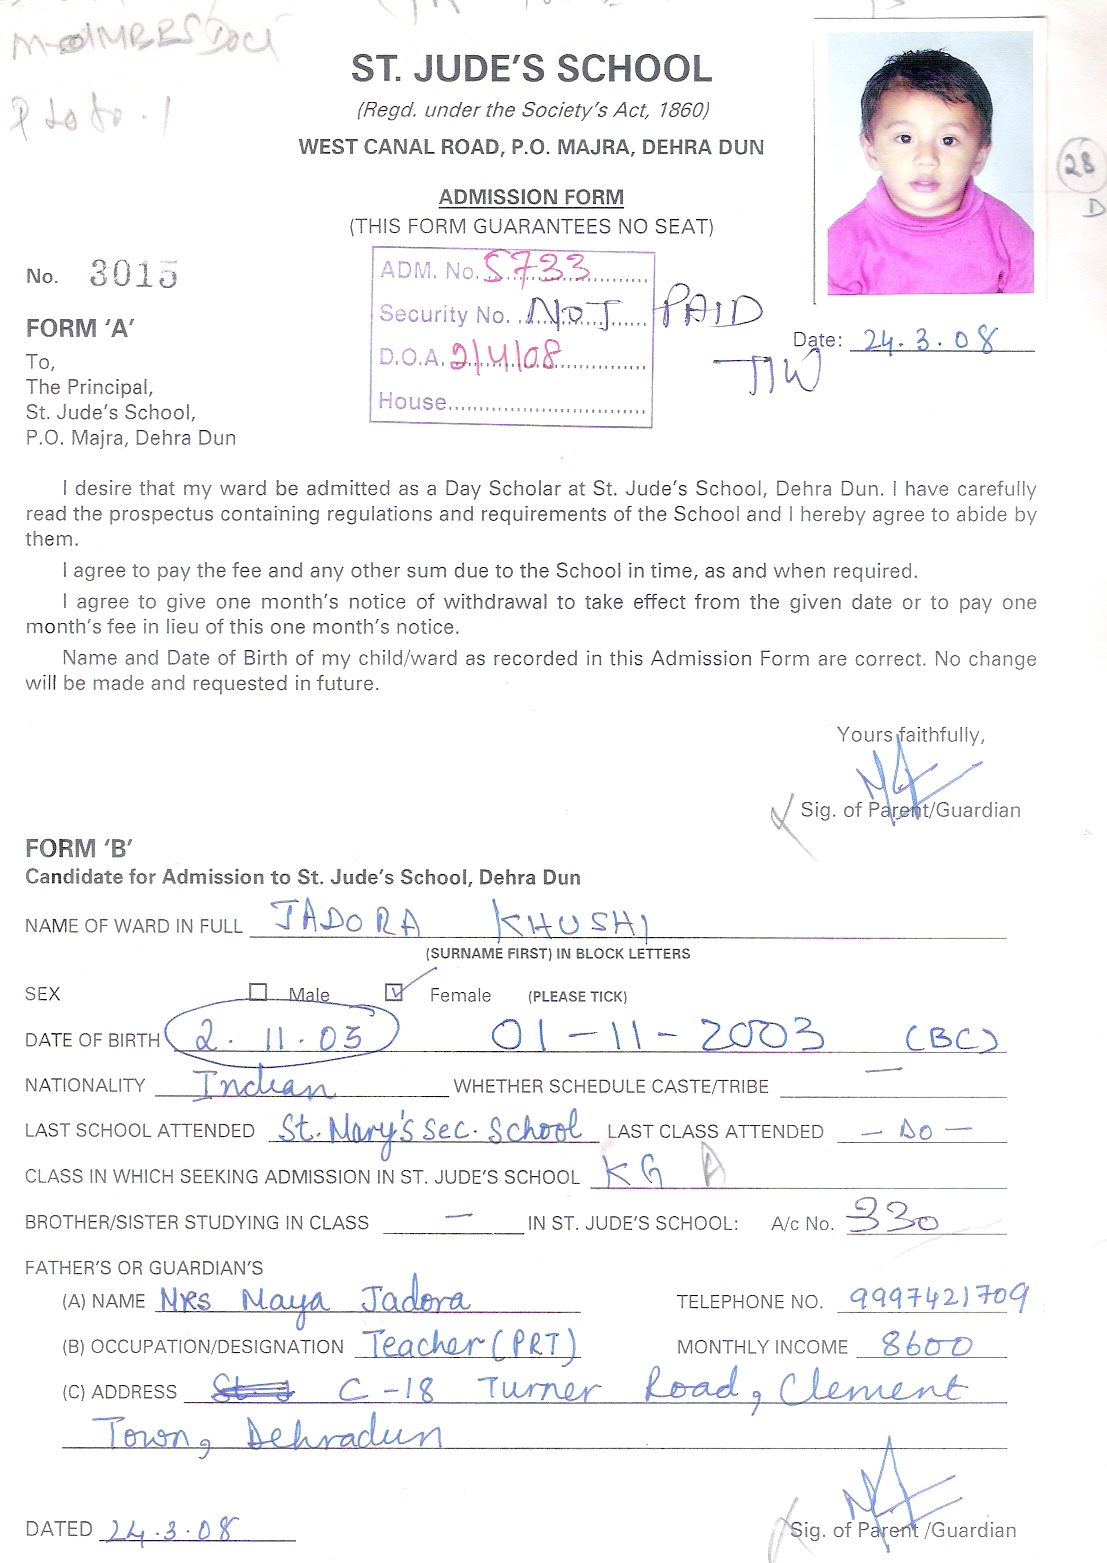 ST. JUDE'S SCHOOL
(Regd. under the Society's Act, 1860)
WEST CANAL ROAD, P.O. MAJRA, DEHRA DUN
28
D
ADMISSION FORM
(THIS FORM GUARANTEES NO SEAT)
No. 3015
ADM. No. 5733
Security No. NOT PAID
D.O.A. 2/4/08
House
FORM 'A'
Date: 24.3.08
To,
The Principal,
St. Jude's School,
P.O. Majra, Dehra Dun
I desire that my ward be admitted as a Day Scholar at St. Jude's School, Dehra Dun. I have carefully
read the prospectus containing regulations and requirements of the School and I hereby agree to abide by
them.
I agree to pay the fee and any other sum due to the School in time, as and when required.
I agree to give one month's notice of withdrawal to take effect from the given date or to pay one
month's fee in lieu of this one month's notice.
Name and Date of Birth of my child/ward as recorded in this Admission Form are correct. No change
will be made and requested in future.
Yours faithfully,
Sig. of Parent/Guardian
FORM 'B'
Candidate for Admission to St. Jude's School, Dehra Dun
NAME OF WARD IN FULL JADORA KHUSHI
(SURNAME FIRST) IN BLOCK LETTERS
SEX Male Female (PLEASE TICK)
DATE OF BIRTH 2.11.03 01-11-2003 (BC)
NATIONALITY Indian WHETHER SCHEDULE CASTE/TRIBE —
LAST SCHOOL ATTENDED St. Mary's Sec. School LAST CLASS ATTENDED — DO —
CLASS IN WHICH SEEKING ADMISSION IN ST. JUDE'S SCHOOL KG A
BROTHER/SISTER STUDYING IN CLASS — IN ST. JUDE'S SCHOOL: A/c No. 330
FATHER'S OR GUARDIAN'S
(A) NAME Mrs Maya Jadora TELEPHONE NO. 9997421709
(B) OCCUPATION/DESIGNATION Teacher (PRT) MONTHLY INCOME 8600
(C) ADDRESS C-18 Turner Road, Clement
Town, Dehradun
DATED 24.3.08
Sig. of Parent /Guardian